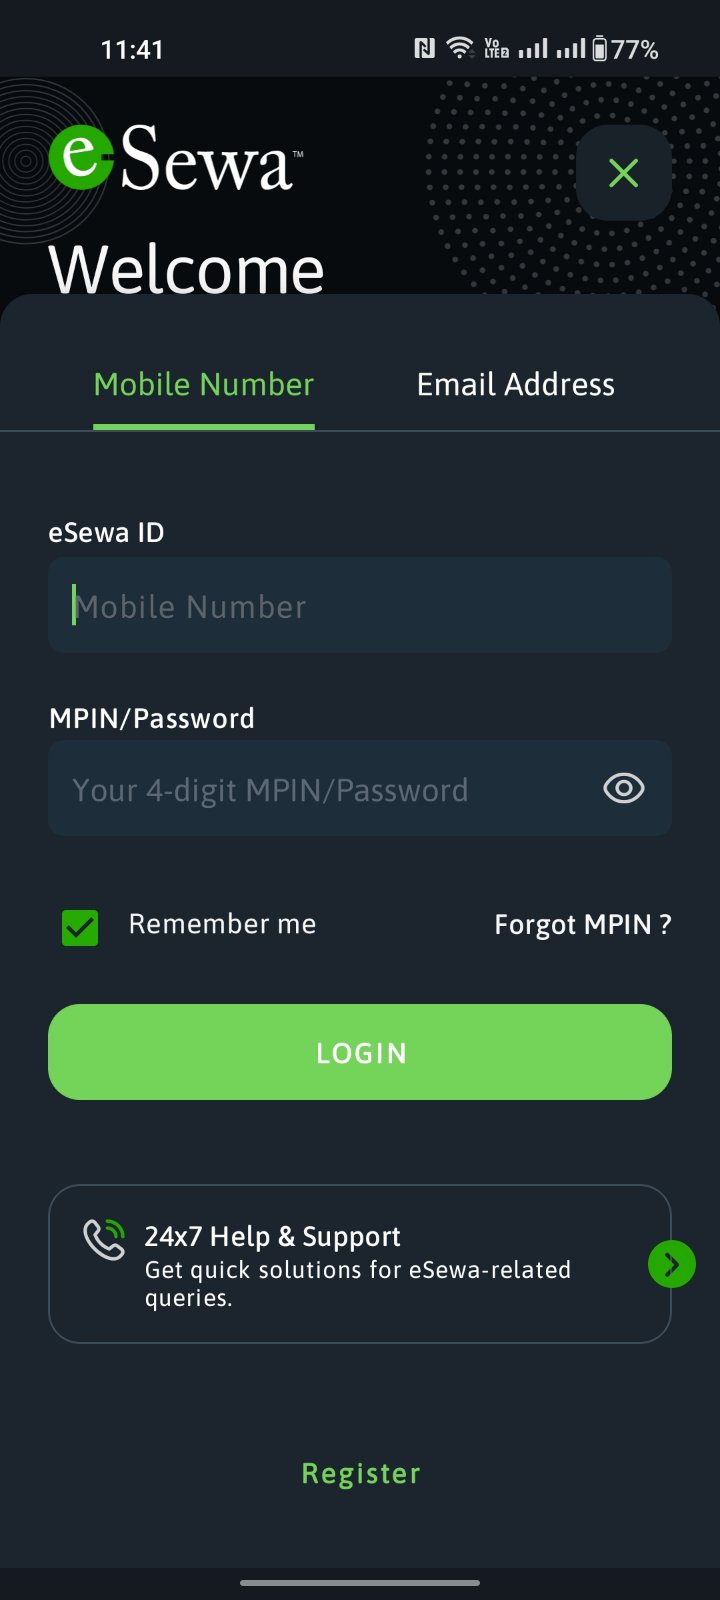 11:41
Vo LTE2 77%
eSewa™
Welcome
Mobile Number Email Address
eSewa ID
Mobile Number
MPIN/Password
Your 4-digit MPIN/Password
Remember me Forgot MPIN ?
LOGIN
24x7 Help & Support
Get quick solutions for eSewa-related
queries.
Register